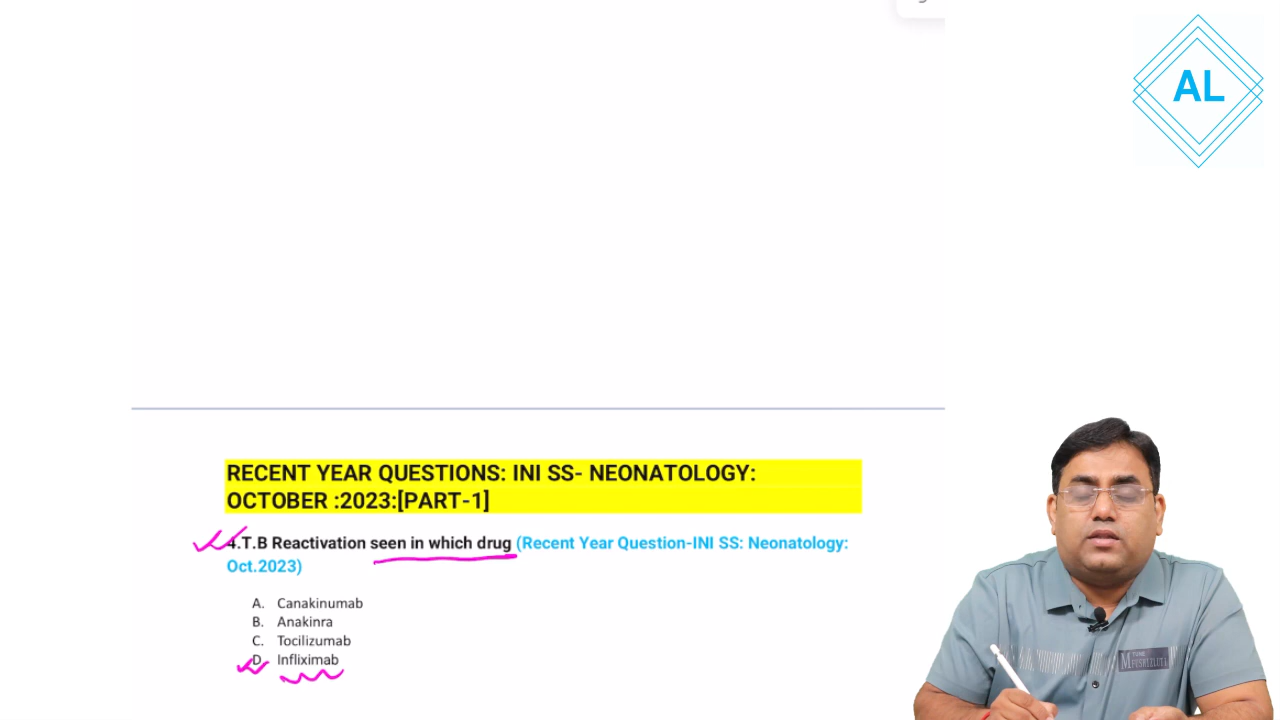 AL
RECENT YEAR QUESTIONS: INI SS- NEONATOLOGY:
OCTOBER :2023:[PART-1]
4.T.B Reactivation seen in which drug (Recent Year Question-INI SS: Neonatology:
Oct.2023)
A. Canakinumab
B. Anakinra
C. Tocilizumab
D. Infliximab